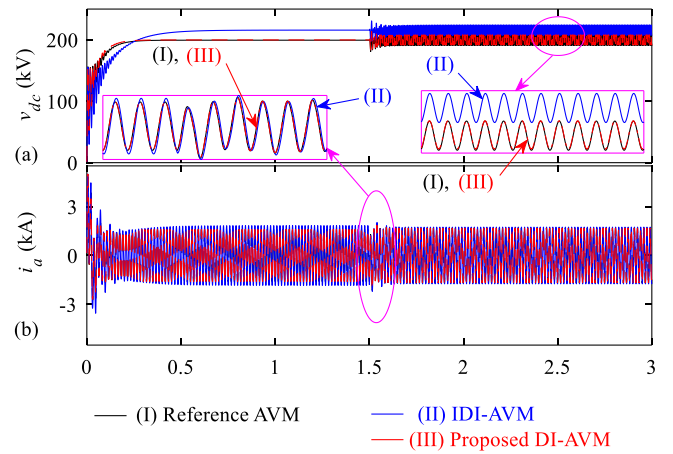 200
(I), (III)
(II)
(II)
v_dc (kV)
100
(I), (III)
(a)
0
3
i_a (kA)
0
-3
(b)
0 0.5 1 1.5 2 2.5 3
(I) Reference AVM
(II) IDI-AVM
(III) Proposed DI-AVM